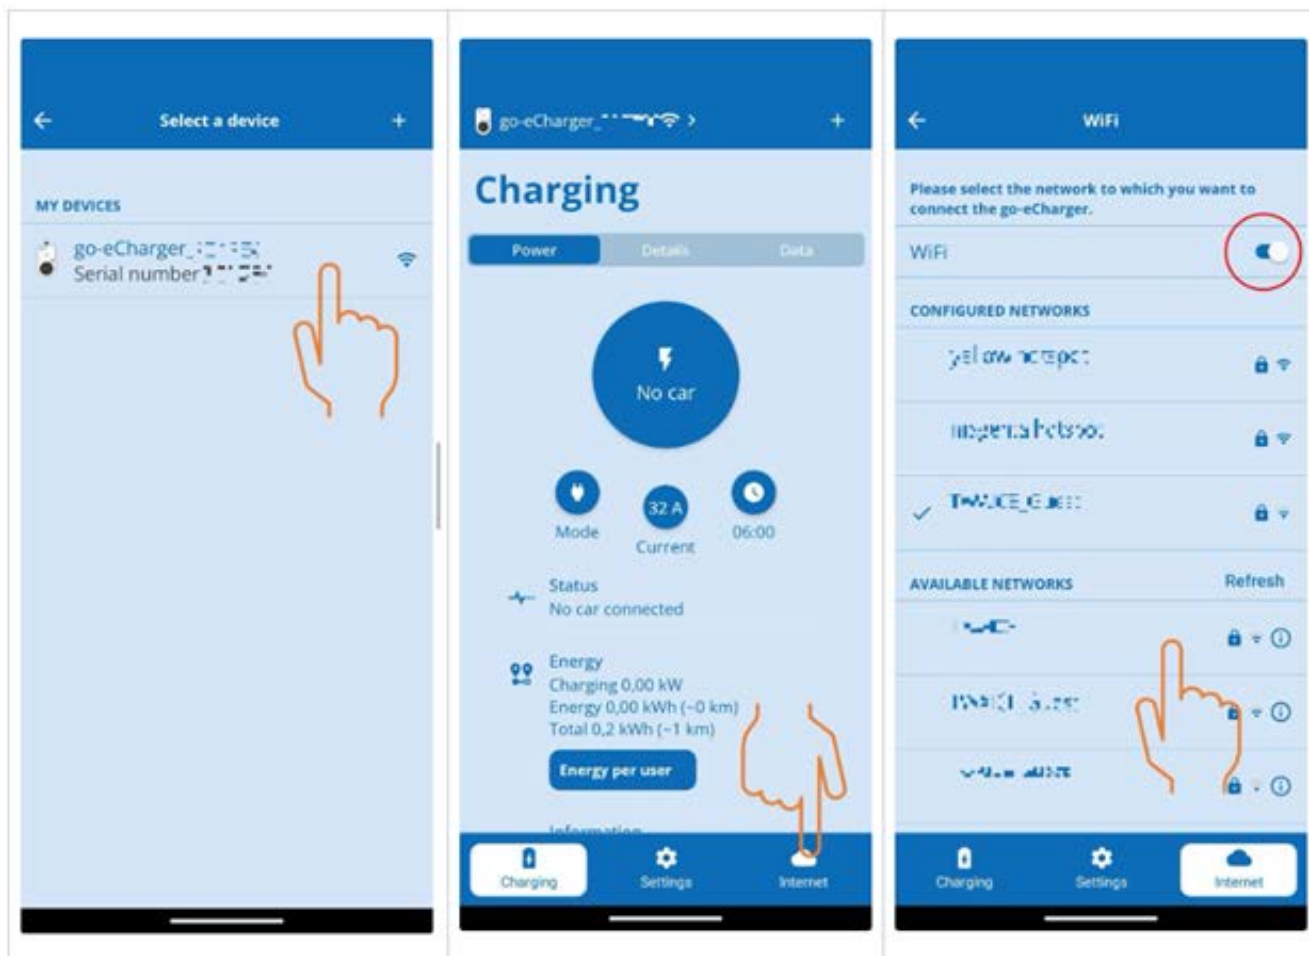 Select a device
+
MY DEVICES
go-eCharger_
Serial number
go-eCharger_ >
+
Charging
Power Details Data
No car
32 A
Mode
Current
06:00
Status
No car connected
Energy
Charging 0,00 kW
Energy 0,00 kWh (~0 km)
Total 0,2 kWh (~1 km)
Energy per user
Information
Charging Settings Internet
WiFi
Please select the network to which you want to
connect the go-eCharger.
WiFi
CONFIGURED NETWORKS
AVAILABLE NETWORKS Refresh
Charging Settings Internet